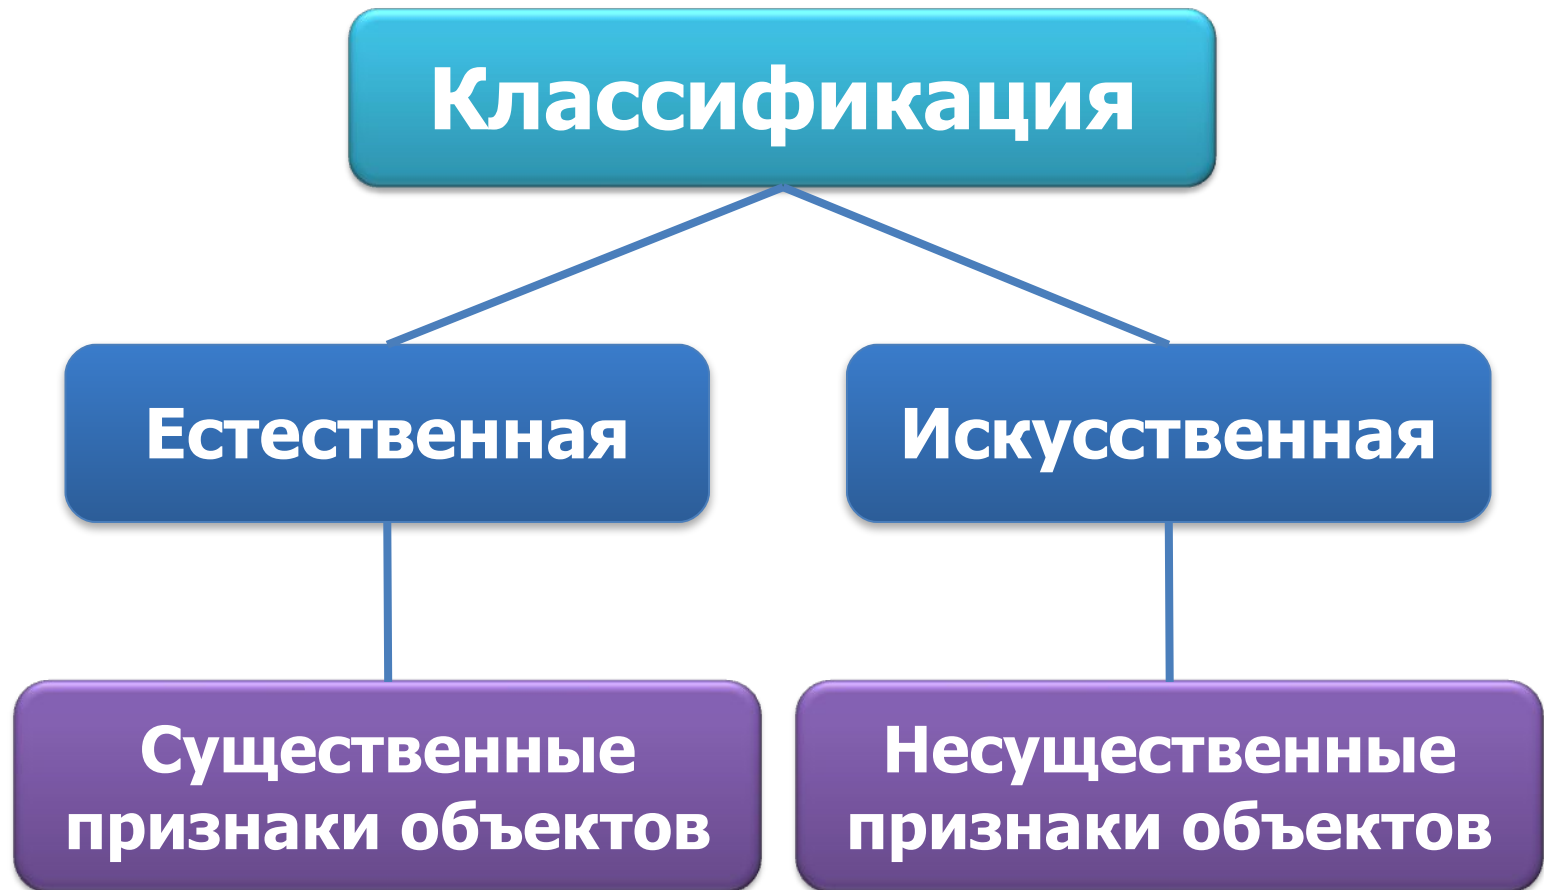 Классификация
Естественная
Искусственная
Существенные
признаки объектов
Несущественные
признаки объектов